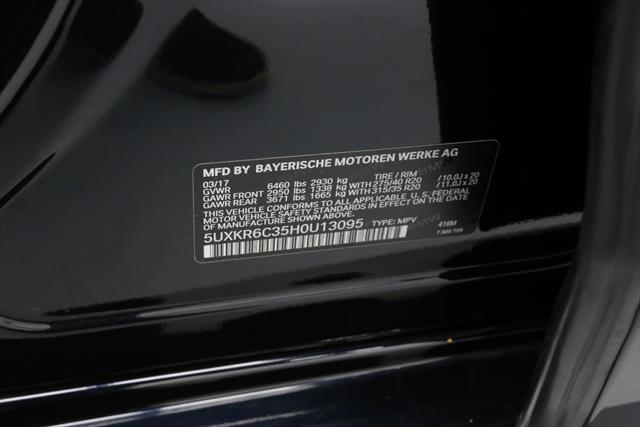 MFD BY BAYERISCHE MOTOREN WERKE AG
03/17 TIRE / RIM
GVWR 6460 lbs 2930 kg
GAWR FRONT 2950 lbs 1338 kg WITH 275/40 R20 /10.0J x 20
GAWR REAR 3671 lbs 1665 kg WITH 315/35 R20 /11.0J x 20
THIS VEHICLE CONFORMS TO ALL APPLICABLE FEDERAL
MOTOR VEHICLE SAFETY STANDARDS IN EFFECT ON THE DATE
OF MANUFACTURE SHOWN ABOVE.
5UXKR6C35H0U13095 TYPE: MPV 416M